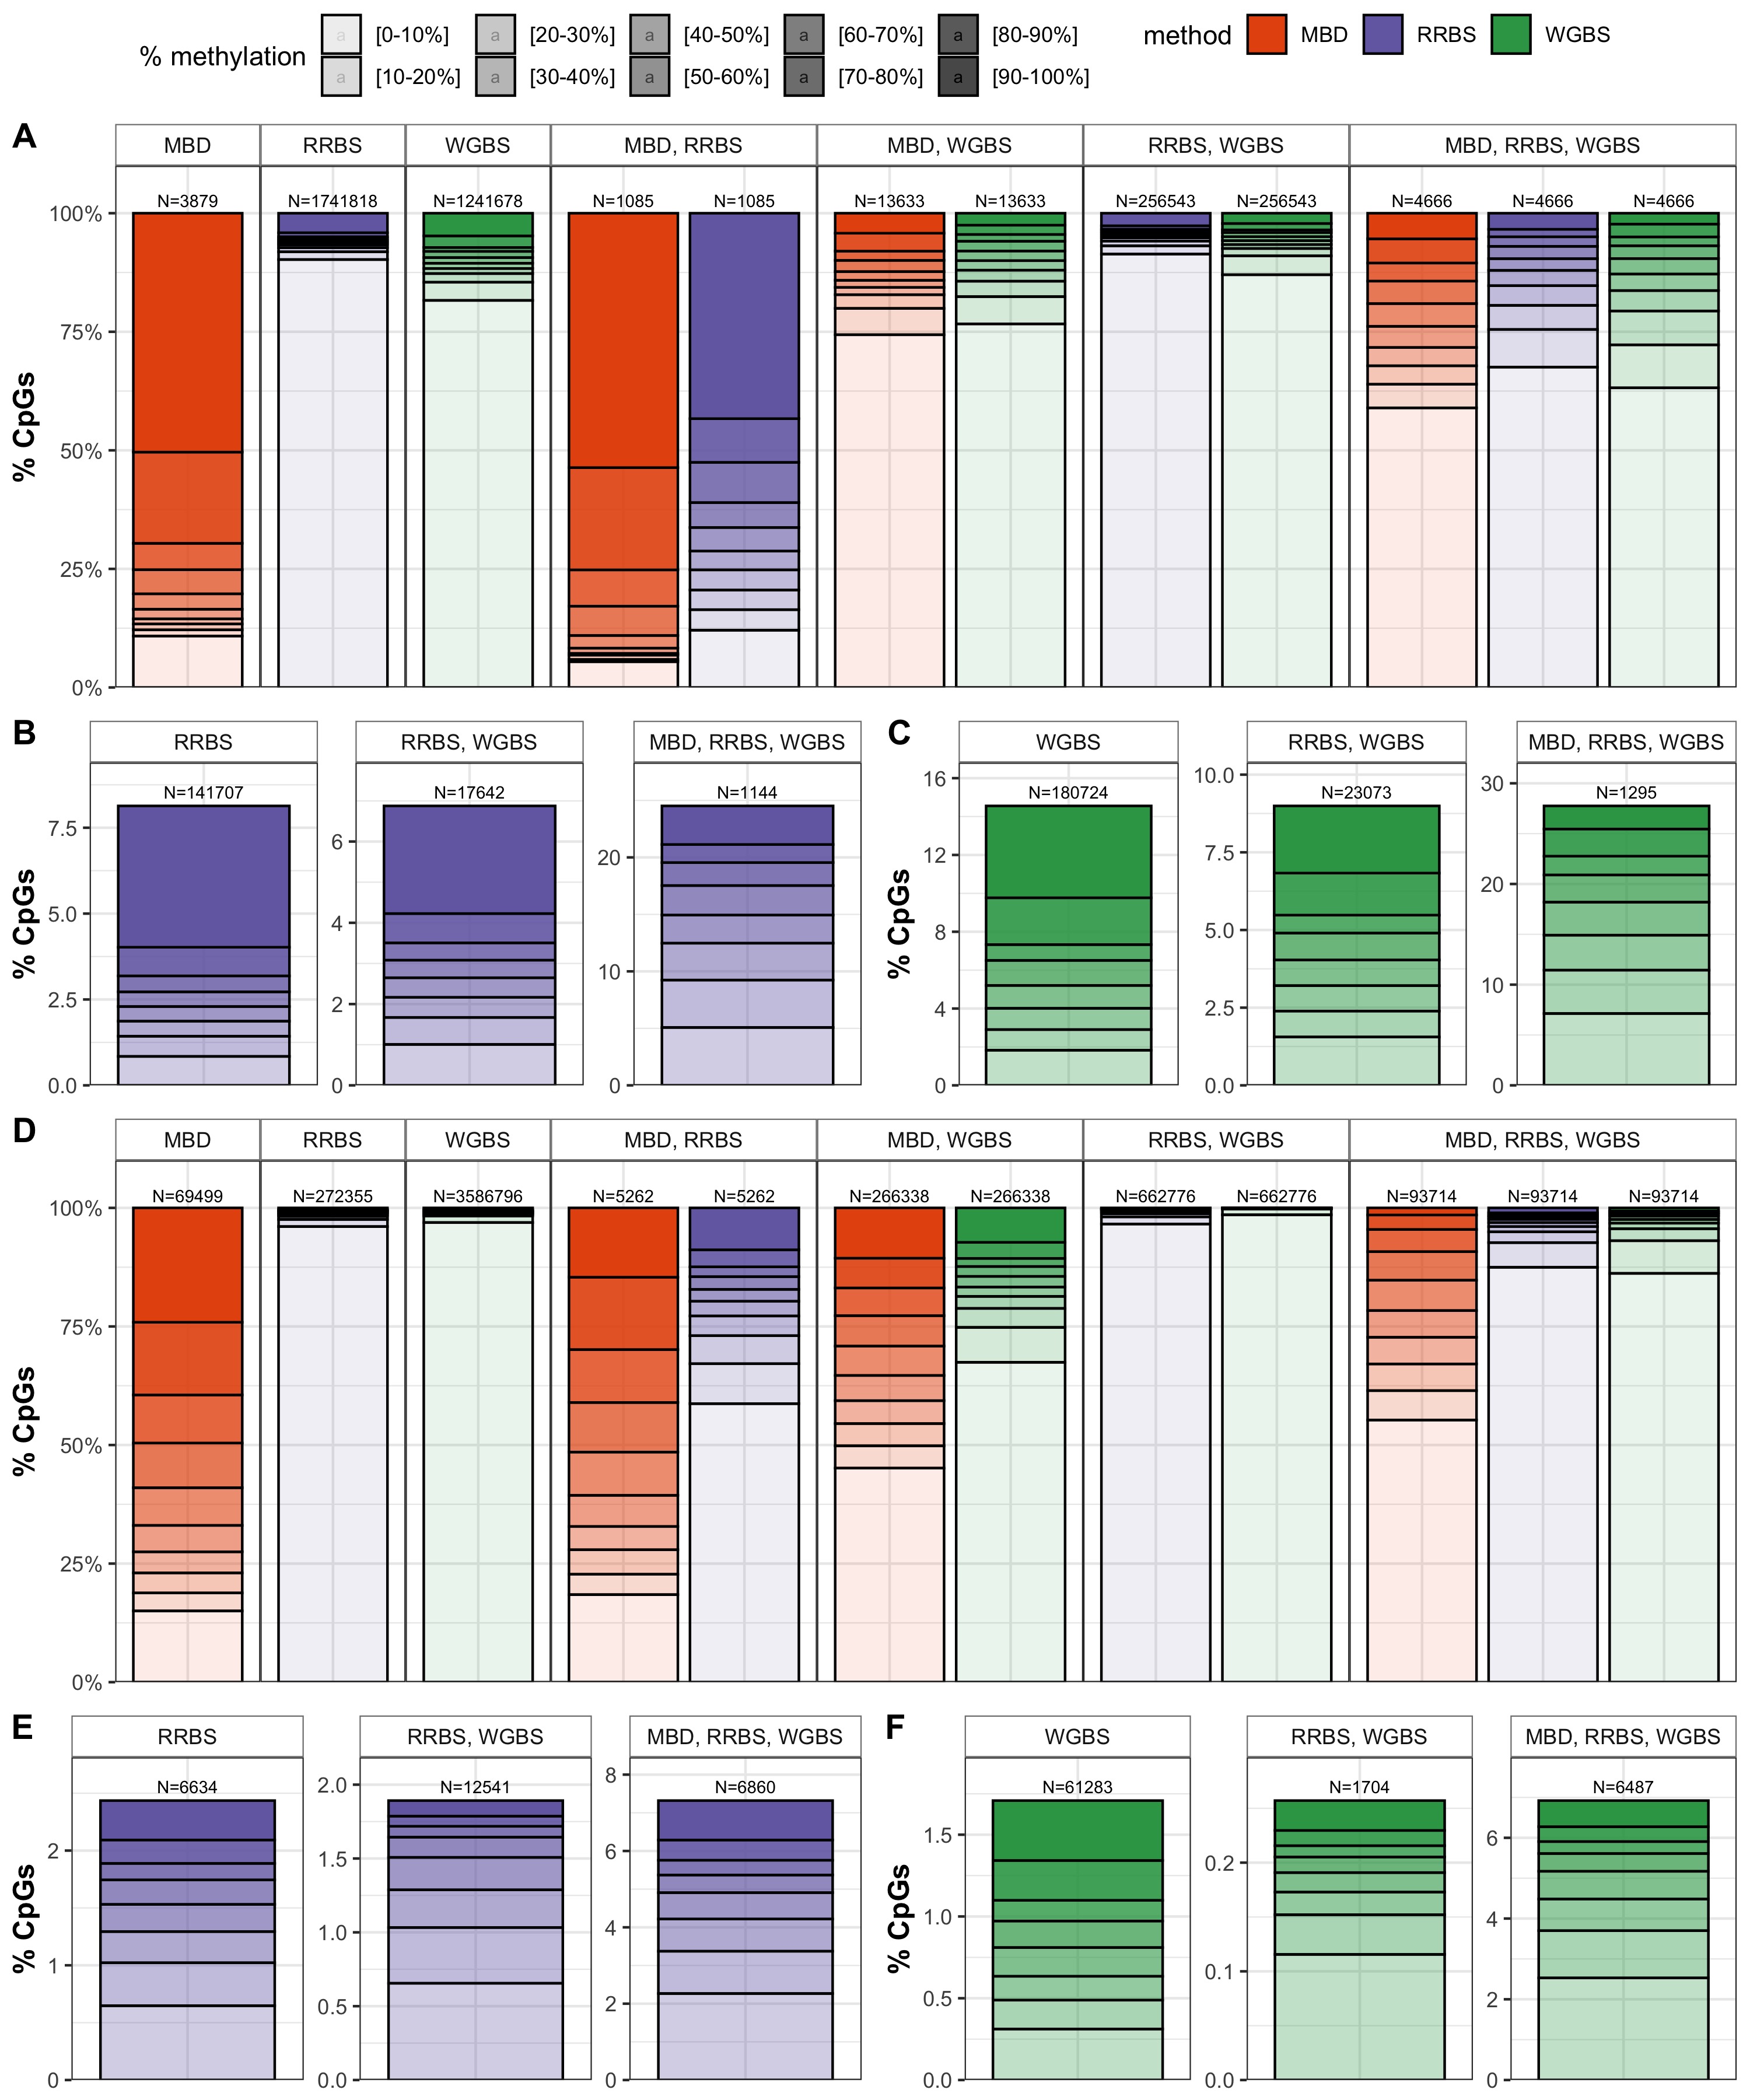 % methylation
a [0-10%] a [20-30%] a [40-50%] a [60-70%] a [80-90%]
a [10-20%] a [30-40%] a [50-60%] a [70-80%] a [90-100%]
method MBD RRBS WGBS
A
MBD RRBS WGBS MBD, RRBS MBD, WGBS RRBS, WGBS MBD, RRBS, WGBS
N=3879 N=1741818 N=1241678 N=1085 N=1085 N=13633 N=13633 N=256543 N=256543 N=4666 N=4666 N=4666
100%
75%
50%
25%
0%
% CpGs
B
RRBS RRBS, WGBS MBD, RRBS, WGBS
N=141707 N=17642 N=1144
% CpGs
7.5
5.0
2.5
0.0
6
4
2
0
20
10
0
C
WGBS RRBS, WGBS MBD, RRBS, WGBS
N=180724 N=23073 N=1295
% CpGs
16
12
8
4
0
10.0
7.5
5.0
2.5
0.0
30
20
10
0
D
MBD RRBS WGBS MBD, RRBS MBD, WGBS RRBS, WGBS MBD, RRBS, WGBS
N=69499 N=272355 N=3586796 N=5262 N=5262 N=266338 N=266338 N=662776 N=662776 N=93714 N=93714 N=93714
100%
75%
50%
25%
0%
% CpGs
E
RRBS RRBS, WGBS MBD, RRBS, WGBS
N=6634 N=12541 N=6860
% CpGs
2
1
0
2.0
1.5
1.0
0.5
0.0
8
6
4
2
0
F
WGBS RRBS, WGBS MBD, RRBS, WGBS
N=61283 N=1704 N=6487
% CpGs
1.5
1.0
0.5
0.0
0.2
0.1
0.0
6
4
2
0